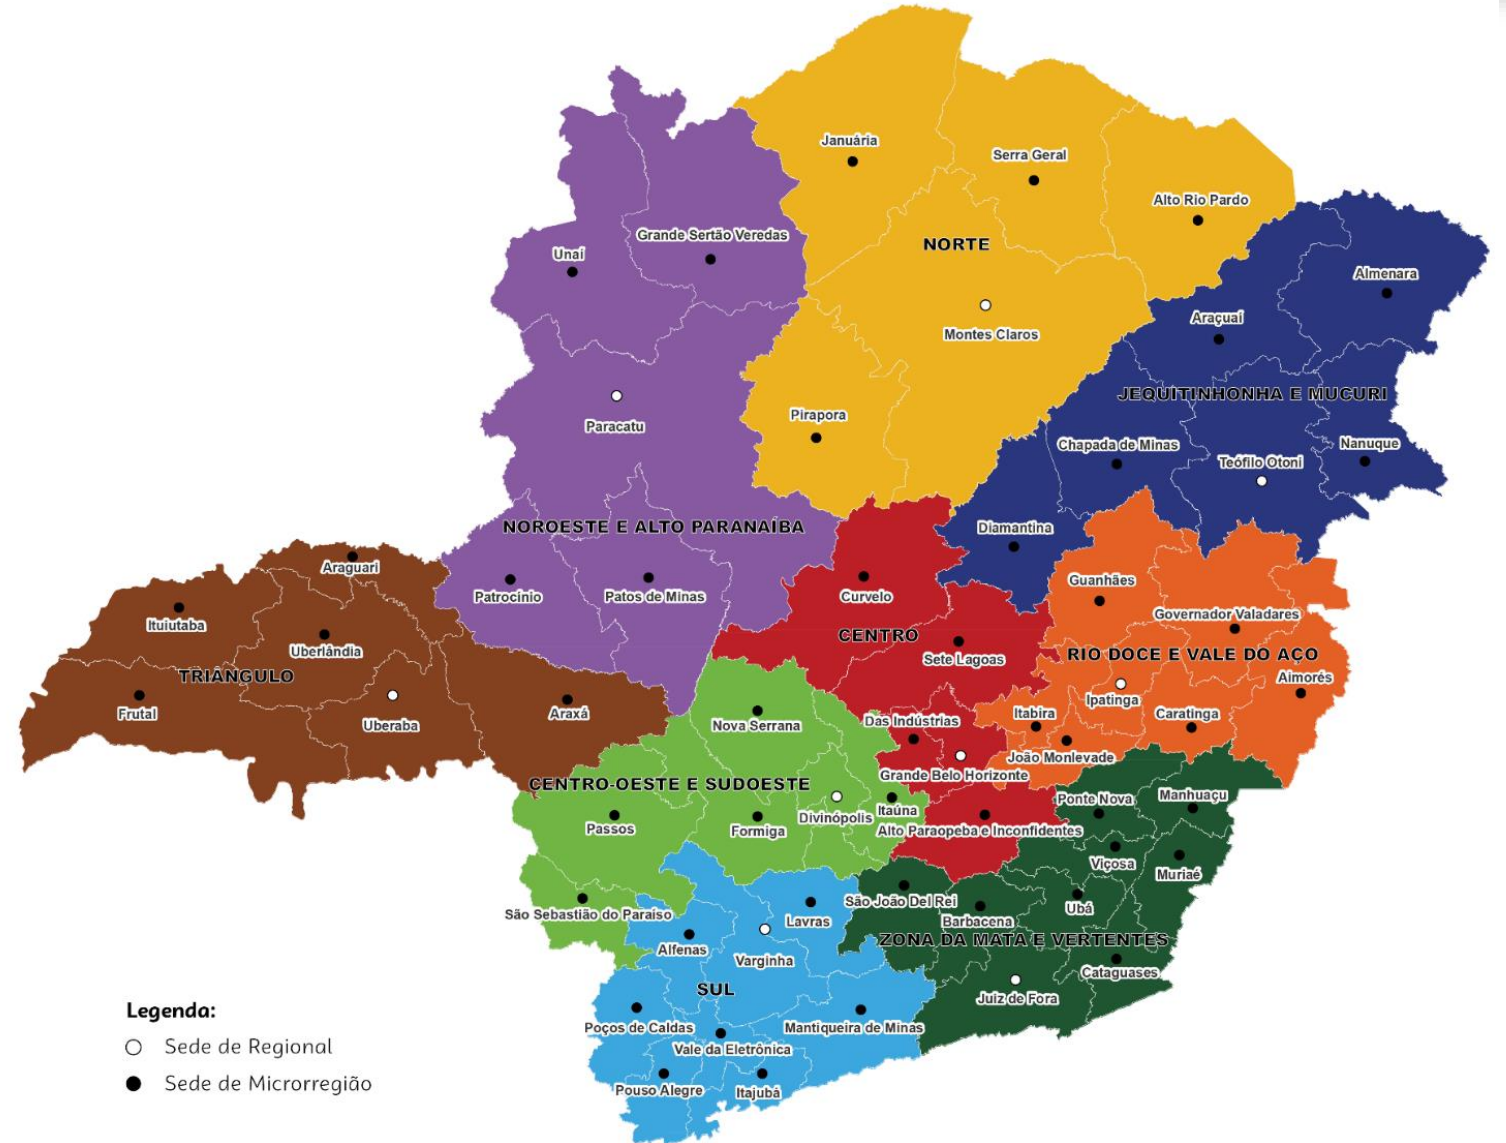 Januária
Serra Geral
Alto Rio Pardo
NORTE
Grande Sertão Veredas
Unaí
Montes Claros
Almenara
Araçuaí
JEQUITINHONHA E MUCURI
Pirapora
Paracatu
Chapada de Minas
Nanuque
Teófilo Otoni
NOROESTE E ALTO PARANAÍBA
Diamantina
Araguari
Guanhães
Patrocínio
Patos de Minas
Curvelo
Governador Valadares
Ituiutaba
CENTRO
Uberlândia
Sete Lagoas
RIO DOCE E VALE DO AÇO
TRIÂNGULO
Aimorés
Ipatinga
Frutal
Uberaba
Araxá
Nova Serrana
Das Indústrias
Itabira
Caratinga
João Monlevade
Grande Belo Horizonte
CENTRO-OESTE E SUDOESTE
Ponte Nova
Manhuaçu
Itaúna
Divinópolis
Passos
Formiga
Alto Paraopeba e Inconfidentes
Viçosa
Muriaé
São João Del Rei
Ubá
São Sebastião do Paraíso
Lavras
Barbacena
ZONA DA MATA E VERTENTES
Alfenas
Varginha
Cataguases
SUL
Juiz de Fora
Poços de Caldas
Mantiqueira de Minas
Vale da Eletrônica
Pouso Alegre
Itajubá
Legenda:
Sede de Regional
Sede de Microrregião